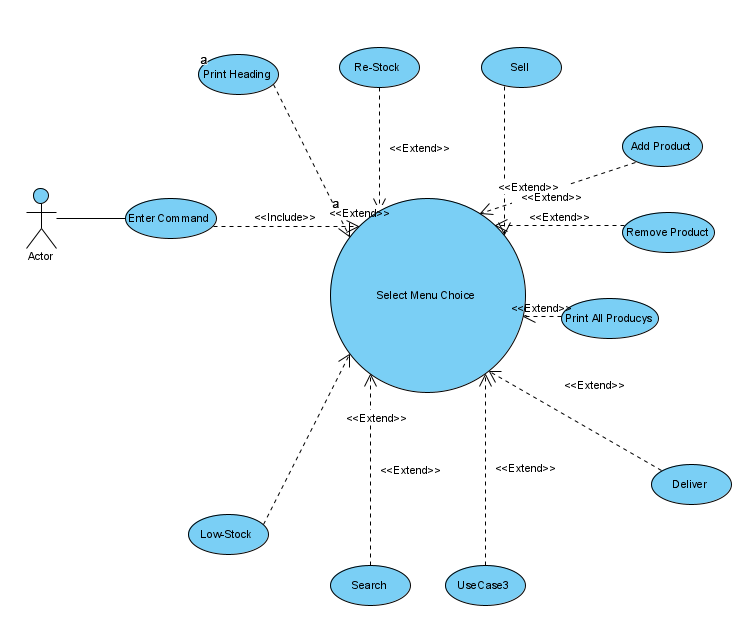 a
Print Heading
Re-Stock
Sell
<<Extend>>
Add Product
<<Extend>>
<<Extend>>
a
<<Extend>>
Enter Command
<<Include>>
<<Extend>>
Remove Product
Actor
Select Menu Choice
<<Extend>>
Print All Producys
<<Extend>>
<<Extend>>
<<Extend>>
<<Extend>>
Deliver
Low-Stock
Search
UseCase3